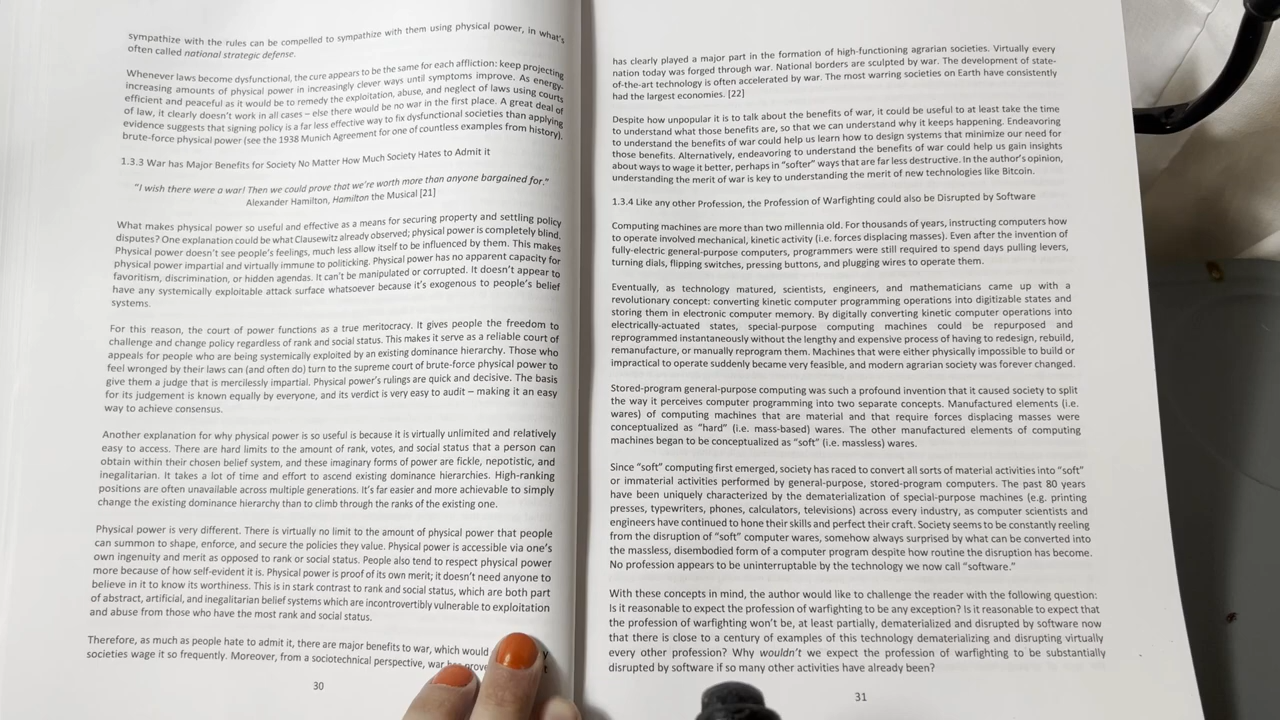 sympathize with the rules can be compelled to sympathize with them using physical power, in what's
often called national strategic defense.
Whenever laws become dysfunctional, the cure appears to be the same for each affliction: keep projecting
increasing amounts of physical power in increasingly clever ways until symptoms improve. As energy-
efficient and peaceful as it would be to remedy the exploitation, abuse, and neglect of laws using courts
of law, it clearly doesn't work in all cases – else there would be no war in the first place. A great deal of
evidence suggests that signing policy is a far less effective way to fix dysfunctional societies than applying
brute-force physical power (see the 1938 Munich Agreement for one of countless examples from history).
1.3.3 War has Major Benefits for Society No Matter How Much Society Hates to Admit it
"I wish there were a war! Then we could prove that we're worth more than anyone bargained for."
Alexander Hamilton, Hamilton the Musical [21]
What makes physical power so useful and effective as a means for securing property and settling policy
disputes? One explanation could be what Clausewitz already observed; physical power is completely blind.
Physical power doesn't see people's feelings, much less allow itself to be influenced by them. This makes
physical power impartial and virtually immune to politicking. Physical power has no apparent capacity for
favoritism, discrimination, or hidden agendas. It can't be manipulated or corrupted. It doesn't appear to
have any systemically exploitable attack surface whatsoever because it's exogenous to people's belief
systems.
For this reason, the court of power functions as a true meritocracy. It gives people the freedom to
challenge and change policy regardless of rank and social status. This makes it serve as a reliable court of
appeals for people who are being systemically exploited by an existing dominance hierarchy. Those who
feel wronged by their laws can (and often do) turn to the supreme court of brute-force physical power to
give them a judge that is mercilessly impartial. Physical power's rulings are quick and decisive. The basis
for its judgement is known equally by everyone, and its verdict is very easy to audit – making it an easy
way to achieve consensus.
Another explanation for why physical power is so useful is because it is virtually unlimited and relatively
easy to access. There are hard limits to the amount of rank, votes, and social status that a person can
obtain within their chosen belief system, and these imaginary forms of power are fickle, nepotistic, and
inegalitarian. It takes a lot of time and effort to ascend existing dominance hierarchies. High-ranking
positions are often unavailable across multiple generations. It's far easier and more achievable to simply
change the existing dominance hierarchy than to climb through the ranks of the existing one.
Physical power is very different. There is virtually no limit to the amount of physical power that people
can summon to shape, enforce, and secure the policies they value. Physical power is accessible via one's
own ingenuity and merit as opposed to rank or social status. People also tend to respect physical power
more because of how self-evident it is. Physical power is proof of its own merit; it doesn't need anyone to
believe in it to know its worthiness. This is in stark contrast to rank and social status, which are both part
of abstract, artificial, and inegalitarian belief systems which are incontrovertibly vulnerable to exploitation
and abuse from those who have the most rank and social status.
Therefore, as much as people hate to admit it, there are major benefits to war, which would
societies wage it so frequently. Moreover, from a sociotechnical perspective, war
30
has clearly played a major part in the formation of high-functioning agrarian societies. Virtually every
nation today was forged through war. National borders are sculpted by war. The development of state-
of-the-art technology is often accelerated by war. The most warring societies on Earth have consistently
had the largest economies. [22]
Despite how unpopular it is to talk about the benefits of war, it could be useful to at least take the time
to understand what those benefits are, so that we can understand why it keeps happening. Endeavoring
to understand the benefits of war could help us learn how to design systems that minimize our need for
those benefits. Alternatively, endeavoring to understand the benefits of war could help us gain insights
about ways to wage it better, perhaps in "softer" ways that are far less destructive. In the author's opinion,
understanding the merit of war is key to understanding the merit of new technologies like Bitcoin.
1.3.4 Like any other Profession, the Profession of Warfighting could also be Disrupted by Software
Computing machines are more than two millennia old. For thousands of years, instructing computers how
to operate involved mechanical, kinetic activity (i.e. forces displacing masses). Even after the invention of
fully-electric general-purpose computers, programmers were still required to spend days pulling levers,
turning dials, flipping switches, pressing buttons, and plugging wires to operate them.
Eventually, as technology matured, scientists, engineers, and mathematicians came up with a
revolutionary concept: converting kinetic computer programming operations into digitizable states and
storing them in electronic computer memory. By digitally converting kinetic computer operations into
electrically-actuated states, special-purpose computing machines could be repurposed and
reprogrammed instantaneously without the lengthy and expensive process of having to redesign, rebuild,
remanufacture, or manually reprogram them. Machines that were either physically impossible to build or
impractical to operate suddenly became very feasible, and modern agrarian society was forever changed.
Stored-program general-purpose computing was such a profound invention that it caused society to split
the way it perceives computer programming into two separate concepts. Manufactured elements (i.e.
wares) of computing machines that are material and that require forces displacing masses were
conceptualized as "hard" (i.e. mass-based) wares. The other manufactured elements of computing
machines began to be conceptualized as "soft" (i.e. massless) wares.
Since "soft" computing first emerged, society has raced to convert all sorts of material activities into "soft"
or immaterial activities performed by general-purpose, stored-program computers. The past 80 years
have been uniquely characterized by the dematerialization of special-purpose machines (e.g. printing
presses, typewriters, phones, calculators, televisions) across every industry, as computer scientists and
engineers have continued to hone their skills and perfect their craft. Society seems to be constantly reeling
from the disruption of "soft" computer wares, somehow always surprised by what can be converted into
the massless, disembodied form of a computer program despite how routine the disruption has become.
No profession appears to be uninterruptable by the technology we now call "software."
With these concepts in mind, the author would like to challenge the reader with the following question:
Is it reasonable to expect the profession of warfighting to be any exception? Is it reasonable to expect that
the profession of warfighting won't be, at least partially, dematerialized and disrupted by software now
that there is close to a century of examples of this technology dematerializing and disrupting virtually
every other profession? Why wouldn't we expect the profession of warfighting to be substantially
disrupted by software if so many other activities have already been?
31